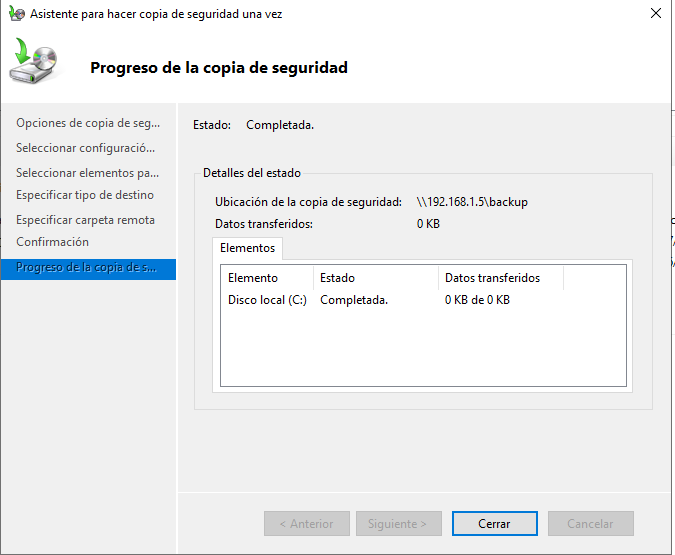 Asistente para hacer copia de seguridad una vez
Progreso de la copia de seguridad
Opciones de copia de seg...
Seleccionar configuració...
Seleccionar elementos pa...
Especificar tipo de destino
Especificar carpeta remota
Confirmación
Progreso de la copia de s...
Estado: Completada.
Detalles del estado
Ubicación de la copia de seguridad: \\192.168.1.5\backup
Datos transferidos: 0 KB
Elementos
Elemento Estado Datos transferidos
Disco local (C:) Completada. 0 KB de 0 KB
< Anterior Siguiente > Cerrar Cancelar